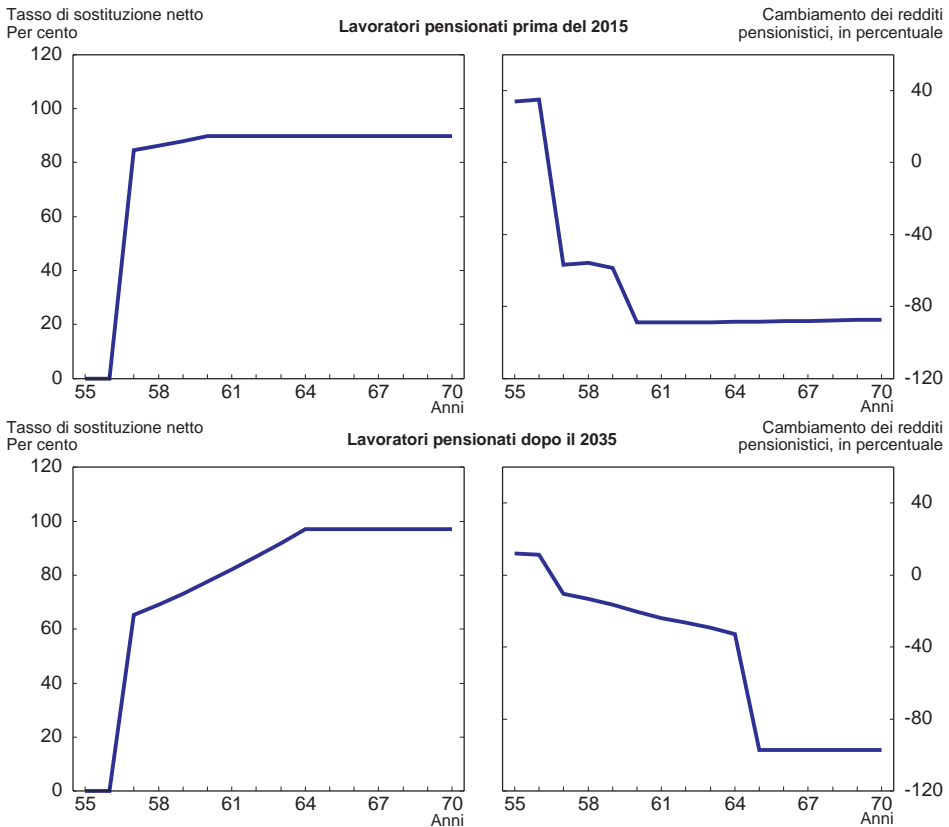 Tasso di sostituzione netto
Per cento
Lavoratori pensionati prima del 2015
Cambiamento dei redditi
pensionistici, in percentuale
120
100
80
60
40
20
0
55 58 61 64 67 70
Anni
40
0
-40
-80
-120
55 58 61 64 67 70
Anni
Tasso di sostituzione netto
Per cento
Lavoratori pensionati dopo il 2035
Cambiamento dei redditi
pensionistici, in percentuale
120
100
80
60
40
20
0
55 58 61 64 67 70
Anni
40
0
-40
-80
-120
55 58 61 64 67 70
Anni